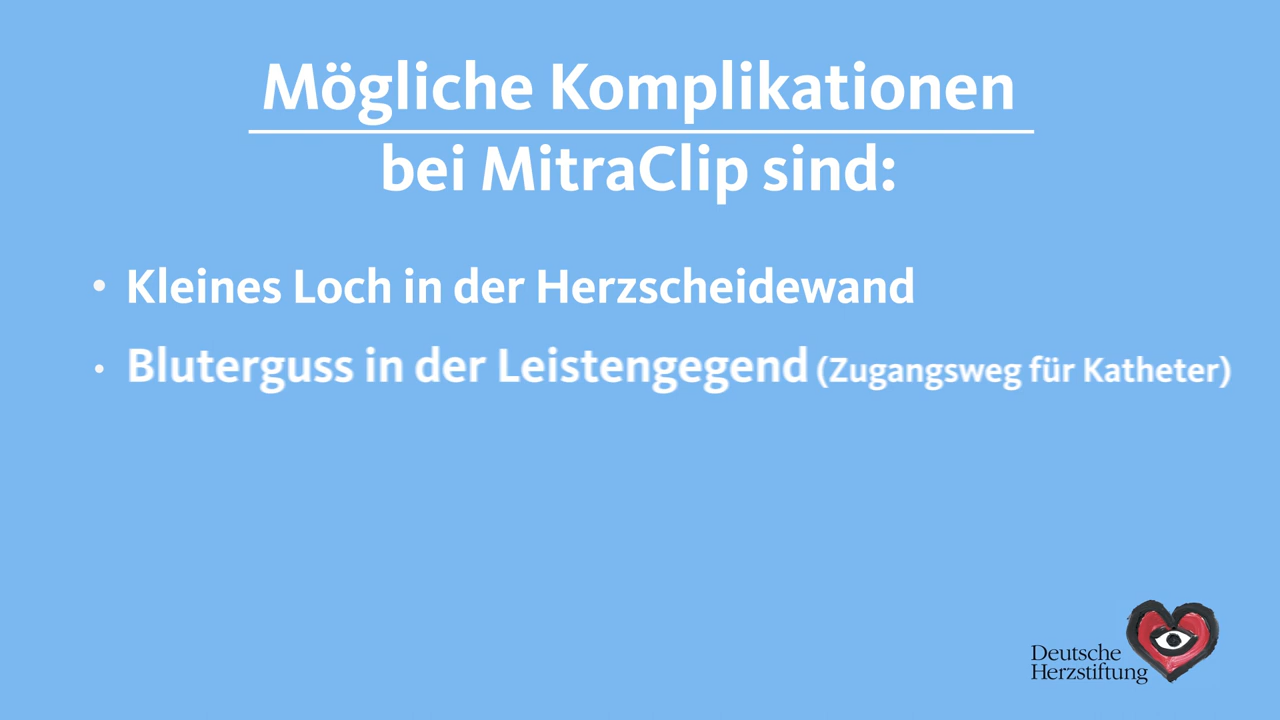 Mögliche Komplikationen
bei MitraClip sind:
• Kleines Loch in der Herzscheidewand
• Bluterguss in der Leistengegend (Zugangsweg für Katheter)
Deutsche
Herzstiftung